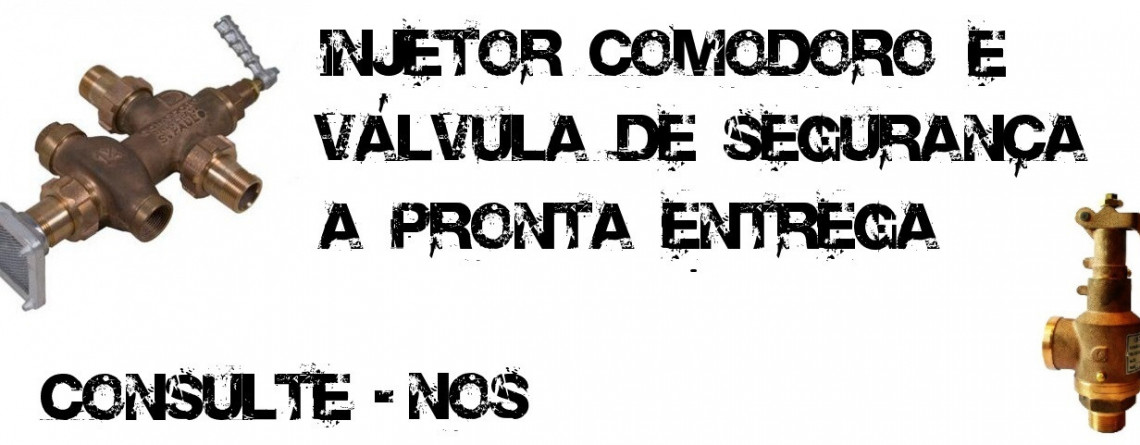 INJETOR COMODORO E
VÁLVULA DE SEGURANÇA
A PRONTA ENTREGA
CONSULTE - NOS